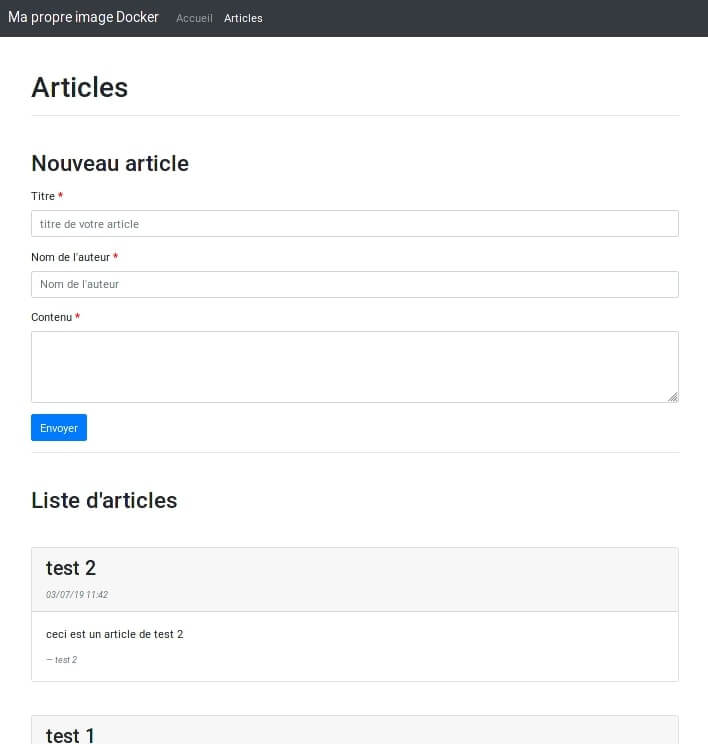 Ma propre image Docker Accueil Articles
Articles
Nouveau article
Titre *
titre de votre article
Nom de l'auteur *
Nom de l'auteur
Contenu *
Envoyer
Liste d'articles
test 2
03/07/19 11:42
ceci est un article de test 2
— test 2
test 1